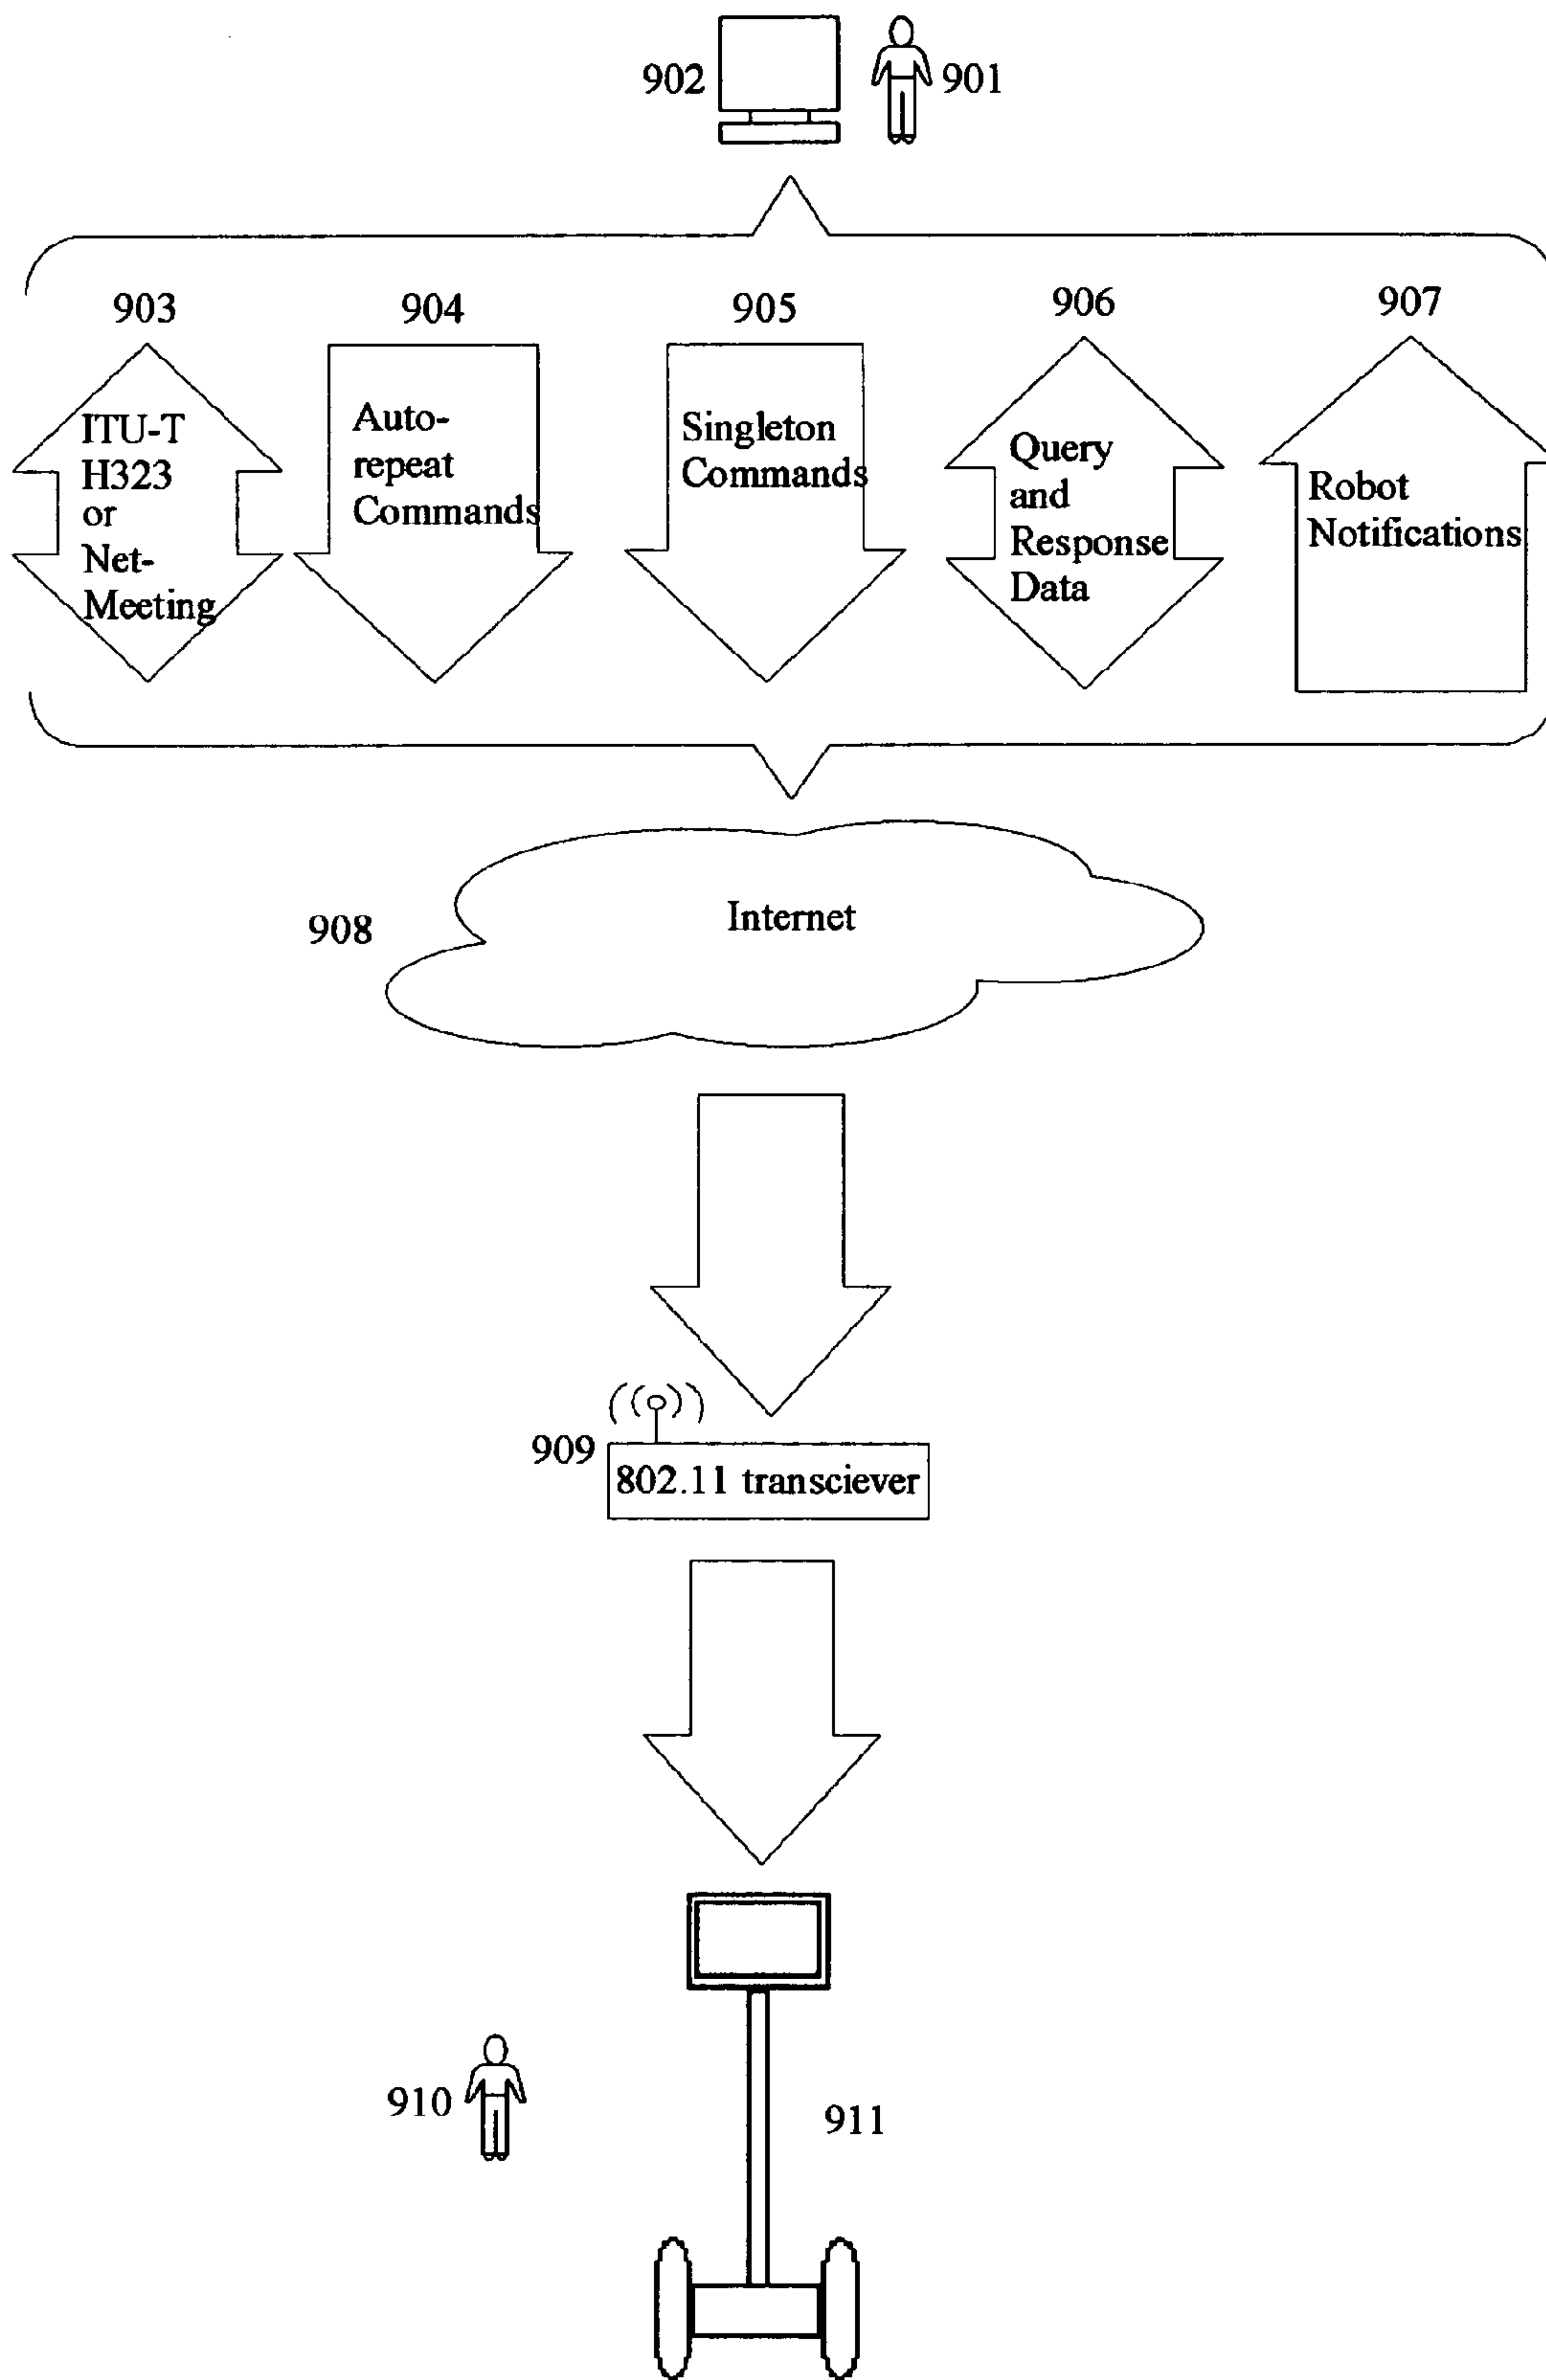 902
901
903
904
905
906
907
ITU-T
H323
or
Net-
Meeting
Auto-
repeat
Commands
Singleton
Commands
Query
and
Response
Data
Robot
Notifications
908
Internet
909
802.11 transciever
910
911